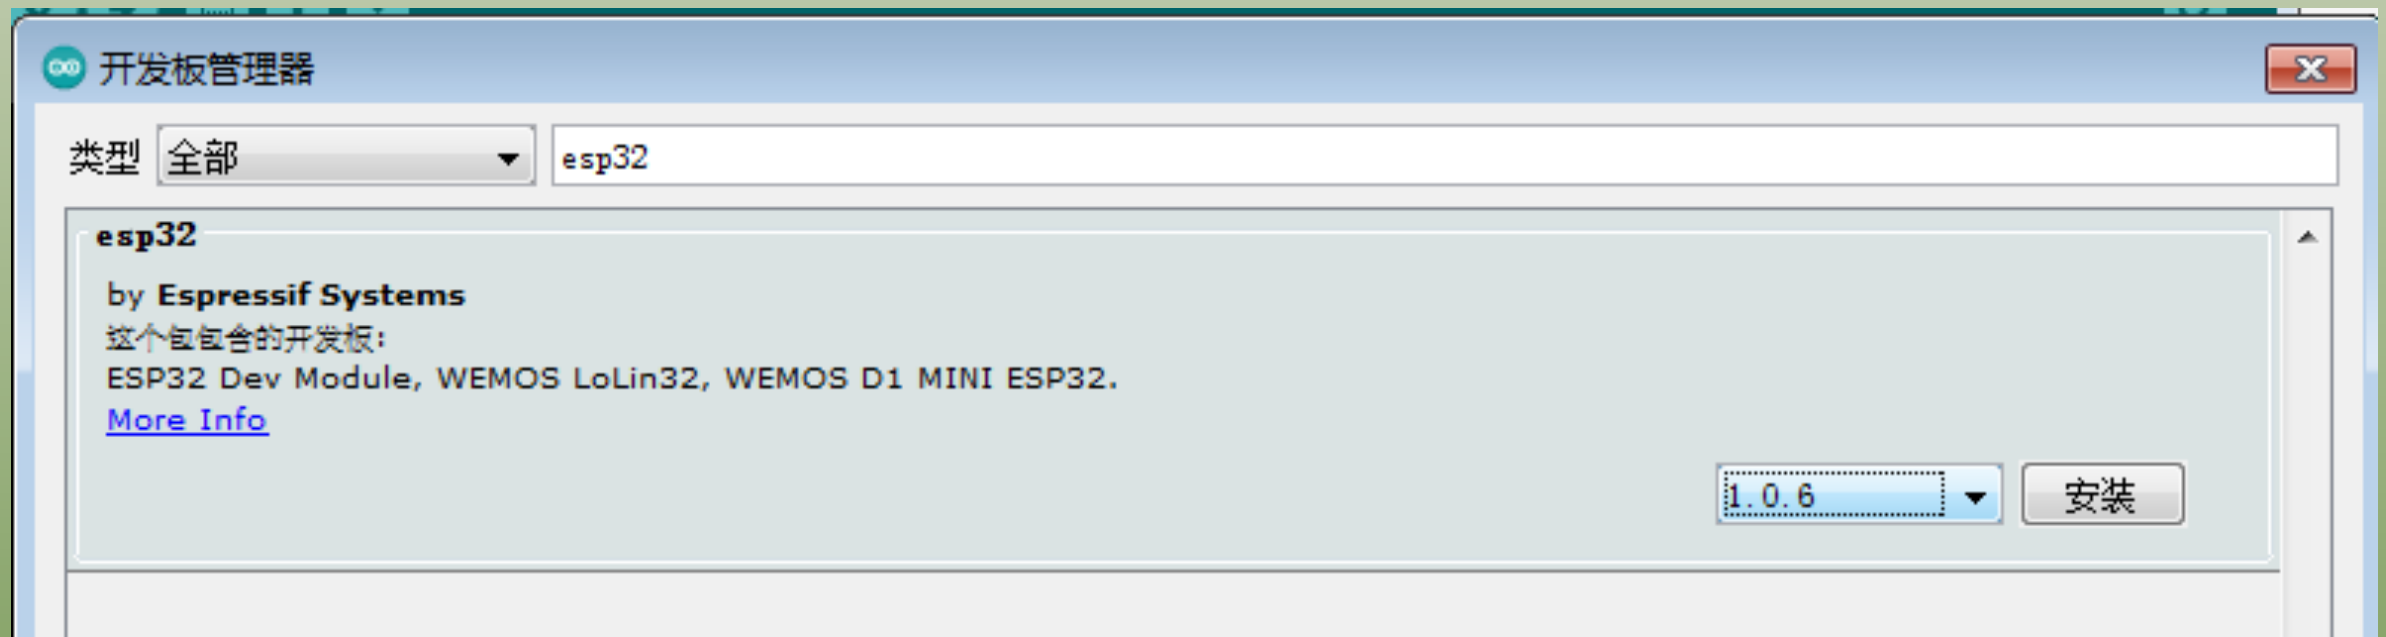 开发板管理器
类型 全部 esp32
esp32
by Espressif Systems
这个包包含的开发板:
ESP32 Dev Module, WEMOS LoLin32, WEMOS D1 MINI ESP32.
More Info
1.0.6 安装